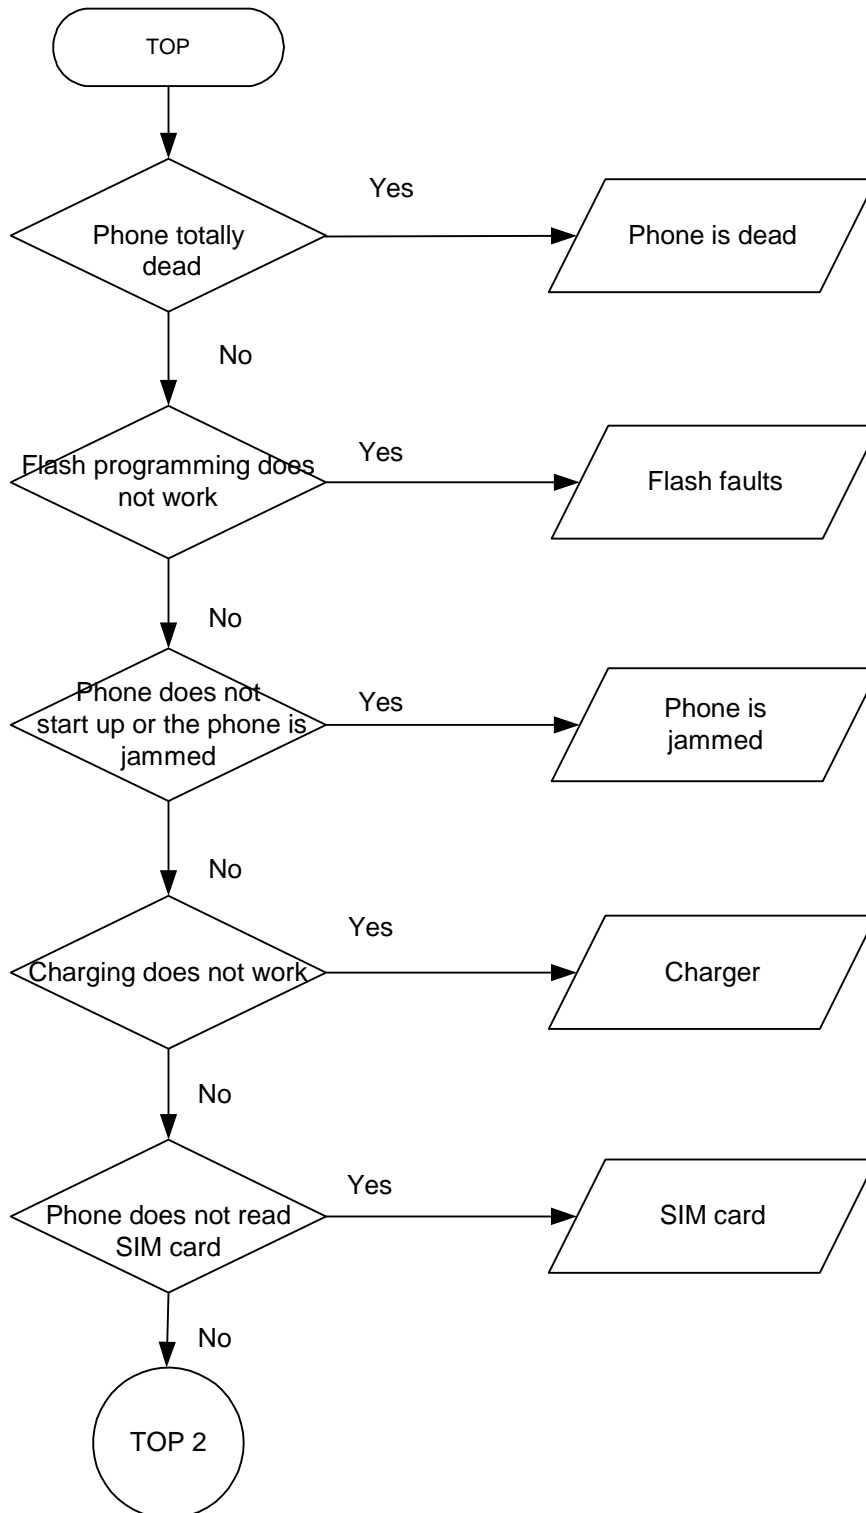 TOP
Yes
Phone totally
dead
Phone is dead
No
Flash programming does
not work
Yes
Flash faults
No
Phone does not
start up or the phone is
jammed
Yes
Phone is
jammed
No
Charging does not work
Yes
Charger
No
Phone does not read
SIM card
Yes
SIM card
No
TOP 2